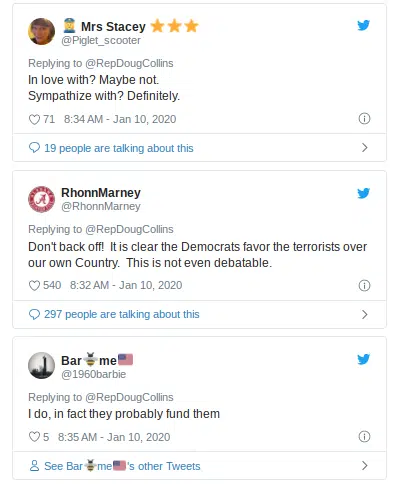 👮 Mrs Stacey ⭐⭐⭐
@Piglet_scooter
Replying to @RepDougCollins
In love with? Maybe not.
Sympathize with? Definitely.
71 8:34 AM - Jan 10, 2020
19 people are talking about this
RhonnMarney
@RhonnMarney
Replying to @RepDougCollins
Don't back off!  It is clear the Democrats favor the terrorists over
our own Country.  This is not even debatable.
540 8:32 AM - Jan 10, 2020
297 people are talking about this
Bar🐝me🇺🇸
@1960barbie
Replying to @RepDougCollins
I do, in fact they probably fund them
5 8:35 AM - Jan 10, 2020
See Bar🐝me🇺🇸's other Tweets